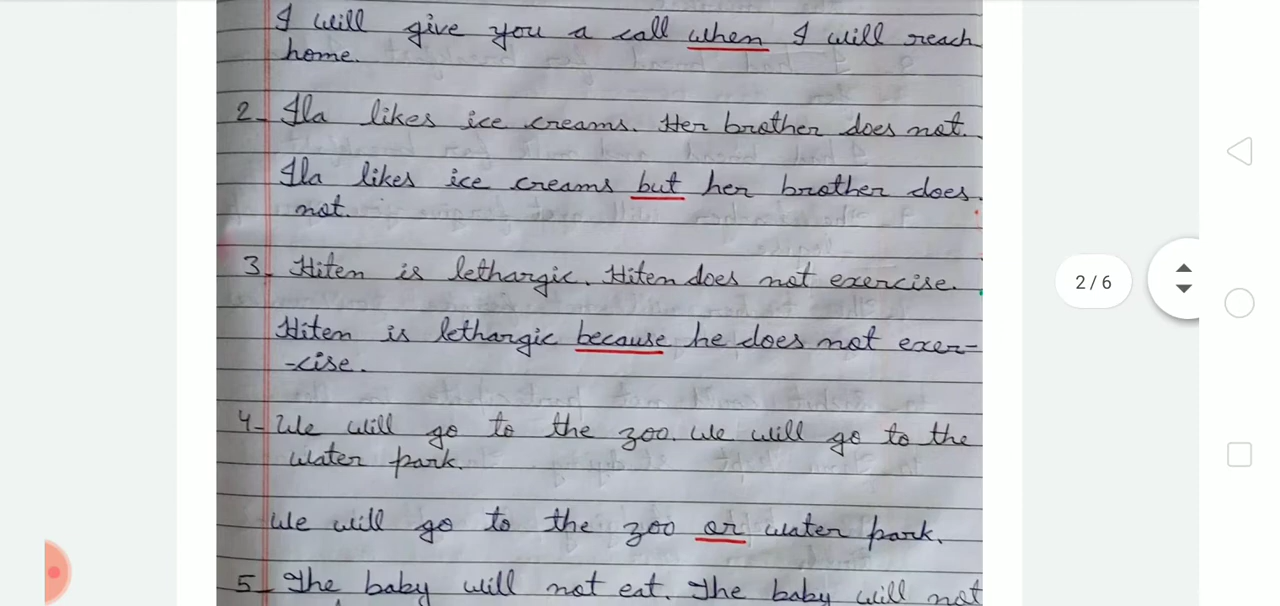 I will give you a call when I will reach
home.
2- Ila likes ice creams. Her brother does not.
Ila likes ice creams but her brother does
not.
3. Hiten is lethargic. Hiten does not exercise.
Hiten is lethargic because he does not exer-
-cise.
4- We will go to the zoo. We will go to the
water park.
We will go to the zoo or water park.
5- The baby will not eat. The baby will not
2/6